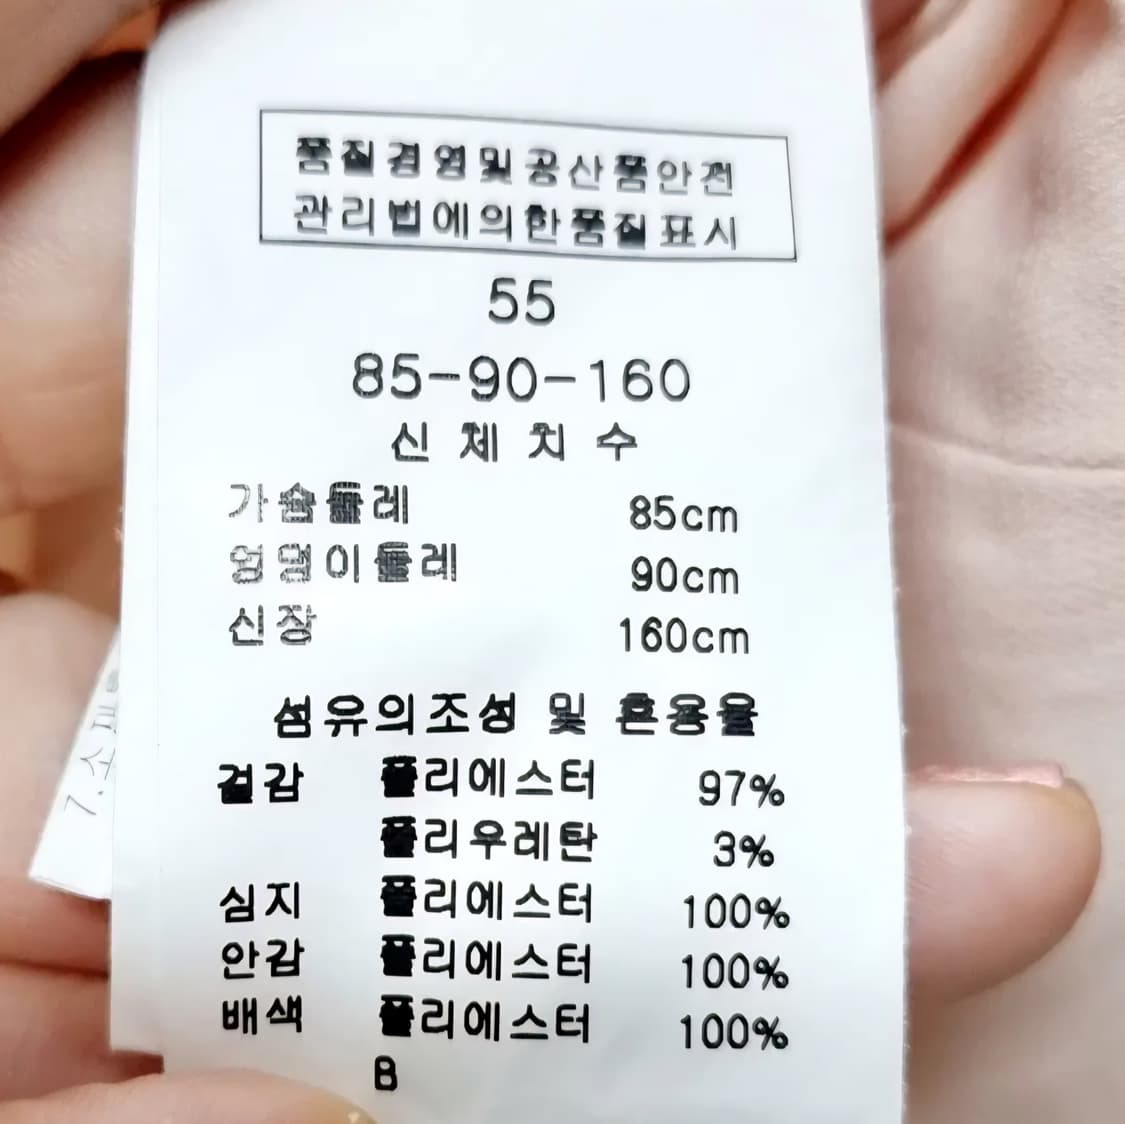 품질경영및공산품안전
관리법에의한품질표시
55
85-90-160
신체치수
가슴둘레 85cm
엉덩이둘레 90cm
신장 160cm
섬유의조성 및 혼용율
겉감 폴리에스터 97%
폴리우레탄 3%
심지 폴리에스터 100%
안감 폴리에스터 100%
배색 폴리에스터 100%
B
7.소재